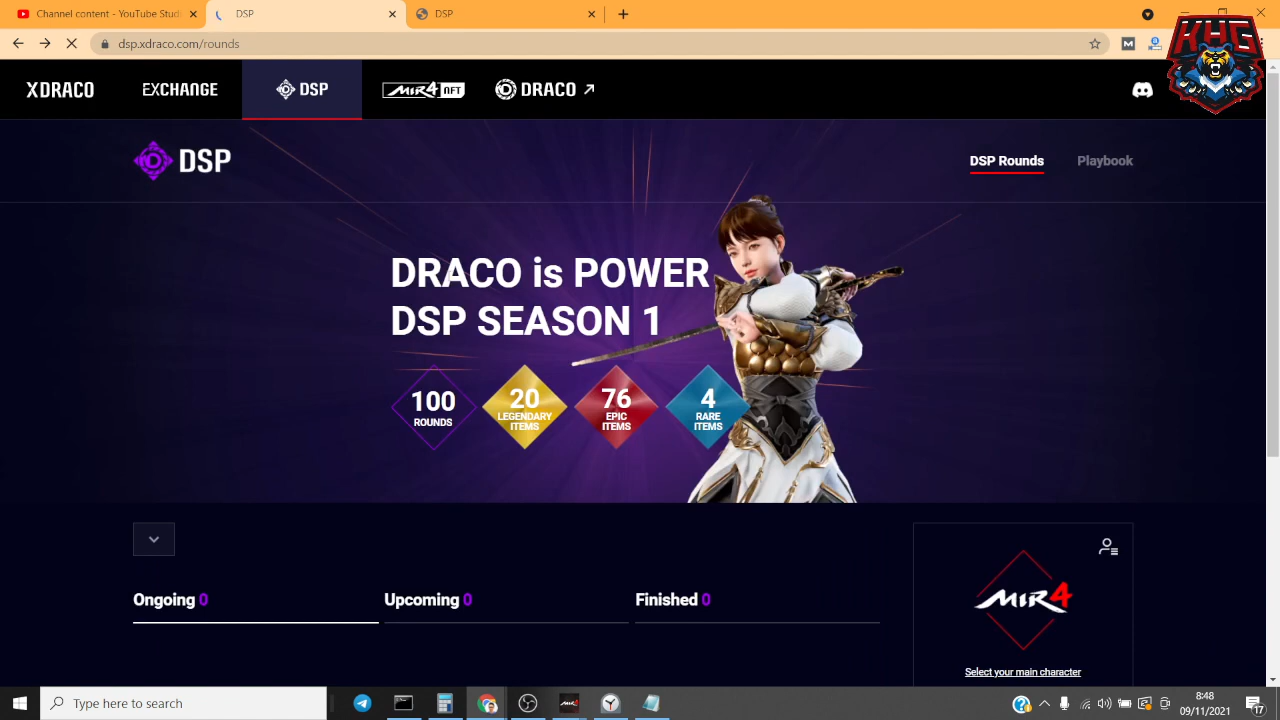 Channel content - YouTube Stud
DSP
DSP
dsp.xdraco.com/rounds
KHG
XDRACO
EXCHANGE
DSP
MIR4 NFT
DRACO
DSP
DSP Rounds
Playbook
DRACO is POWER
DSP SEASON 1
100
ROUNDS
20
LEGENDARY
ITEMS
76
EPIC
ITEMS
4
RARE
ITEMS
Ongoing 0
Upcoming 0
Finished 0
MIR4
Select your main character
Type here to search
MIR4
8:48
09/11/2021
17